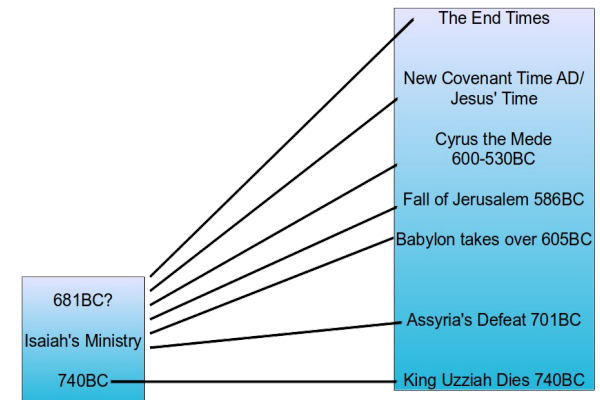 The End Times
New Covenant Time AD/
Jesus' Time
Cyrus the Mede
600-530BC
Fall of Jerusalem 586BC
Babylon takes over 605BC
Assyria's Defeat 701BC
King Uzziah Dies 740BC
681BC?
Isaiah's Ministry
740BC